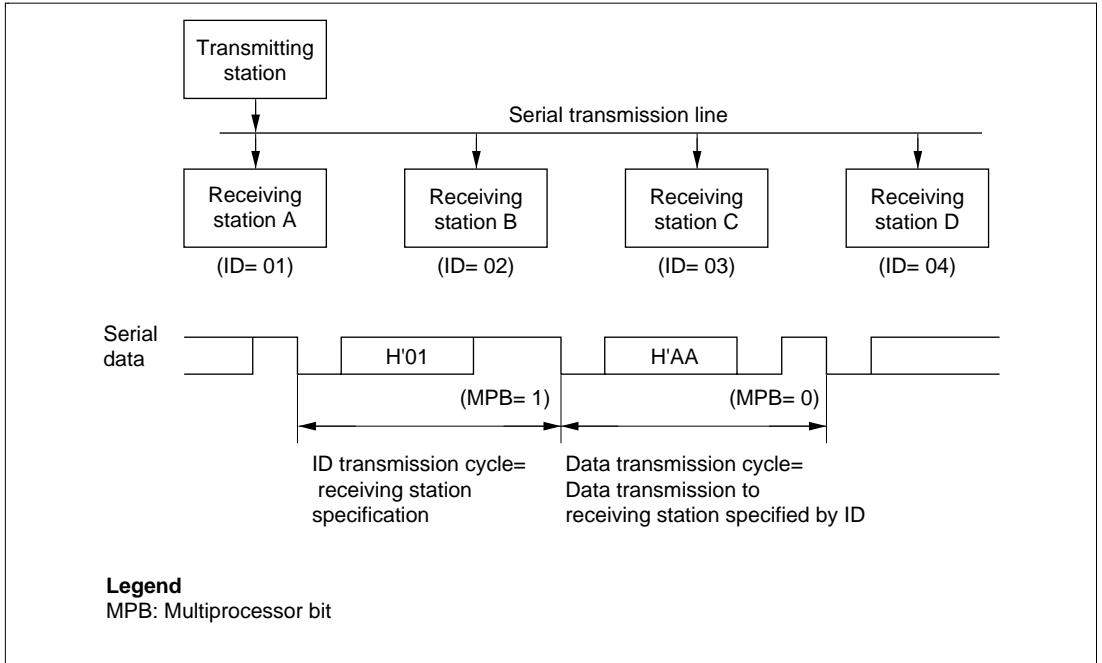 Transmitting
station
Serial transmission line
Receiving
station A
Receiving
station B
Receiving
station C
Receiving
station D
(ID= 01)
(ID= 02)
(ID= 03)
(ID= 04)
Serial
data
H'01
H'AA
(MPB= 1)
(MPB= 0)
ID transmission cycle=
receiving station
specification
Data transmission cycle=
Data transmission to
receiving station specified by ID
Legend
MPB: Multiprocessor bit